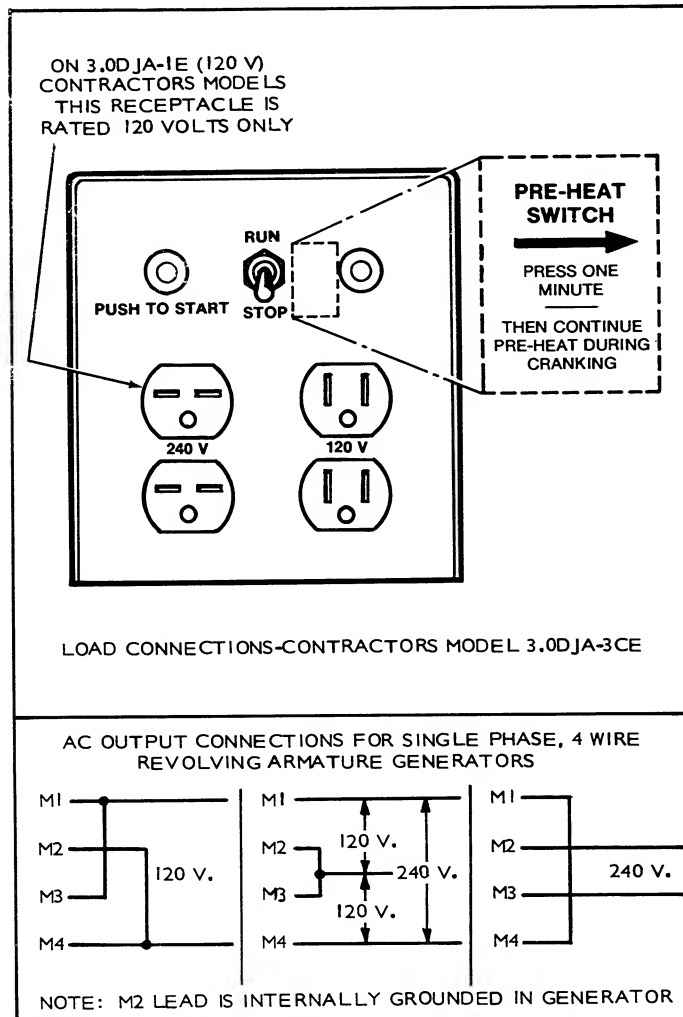 ON 3.0DJA-1E (120 V)
CONTRACTORS MODELS
THIS RECEPTACLE IS
RATED 120 VOLTS ONLY
PRE-HEAT
SWITCH
PRESS ONE
MINUTE
THEN CONTINUE
PRE-HEAT DURING
CRANKING
RUN
PUSH TO START
STOP
240 V
120 V
LOAD CONNECTIONS-CONTRACTORS MODEL 3.0DJA-3CE
AC OUTPUT CONNECTIONS FOR SINGLE PHASE, 4 WIRE
REVOLVING ARMATURE GENERATORS
M1
M2
120 V.
M3
M4
M1
120 V.
M2
240 V.
M3
120 V.
M4
M1
M2
240 V.
M3
M4
NOTE: M2 LEAD IS INTERNALLY GROUNDED IN GENERATOR